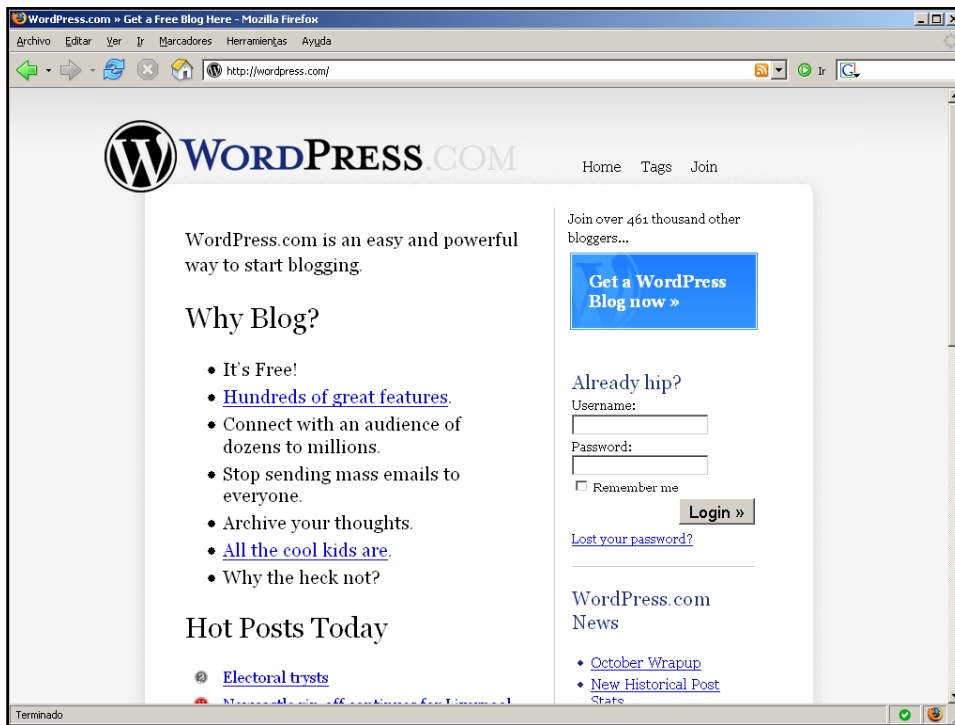 WordPress.com » Get a Free Blog Here - Mozilla Firefox
Archivo Editar Ver Ir Marcadores Herramientas Ayuda
http://wordpress.com/
Ir
G
W WORDPRESS.COM
Home Tags Join
WordPress.com is an easy and powerful
way to start blogging.
Why Blog?
It's Free!
Hundreds of great features.
Connect with an audience of
dozens to millions.
Stop sending mass emails to
everyone.
Archive your thoughts.
All the cool kids are.
Why the heck not?
Hot Posts Today
2 Electoral trysts
Join over 461 thousand other
bloggers...
Get a WordPress
Blog now »
Already hip?
Username:
Password:
Remember me
Login »
Lost your password?
WordPress.com
News
October Wrapup
New Historical Post
Stats
Terminado